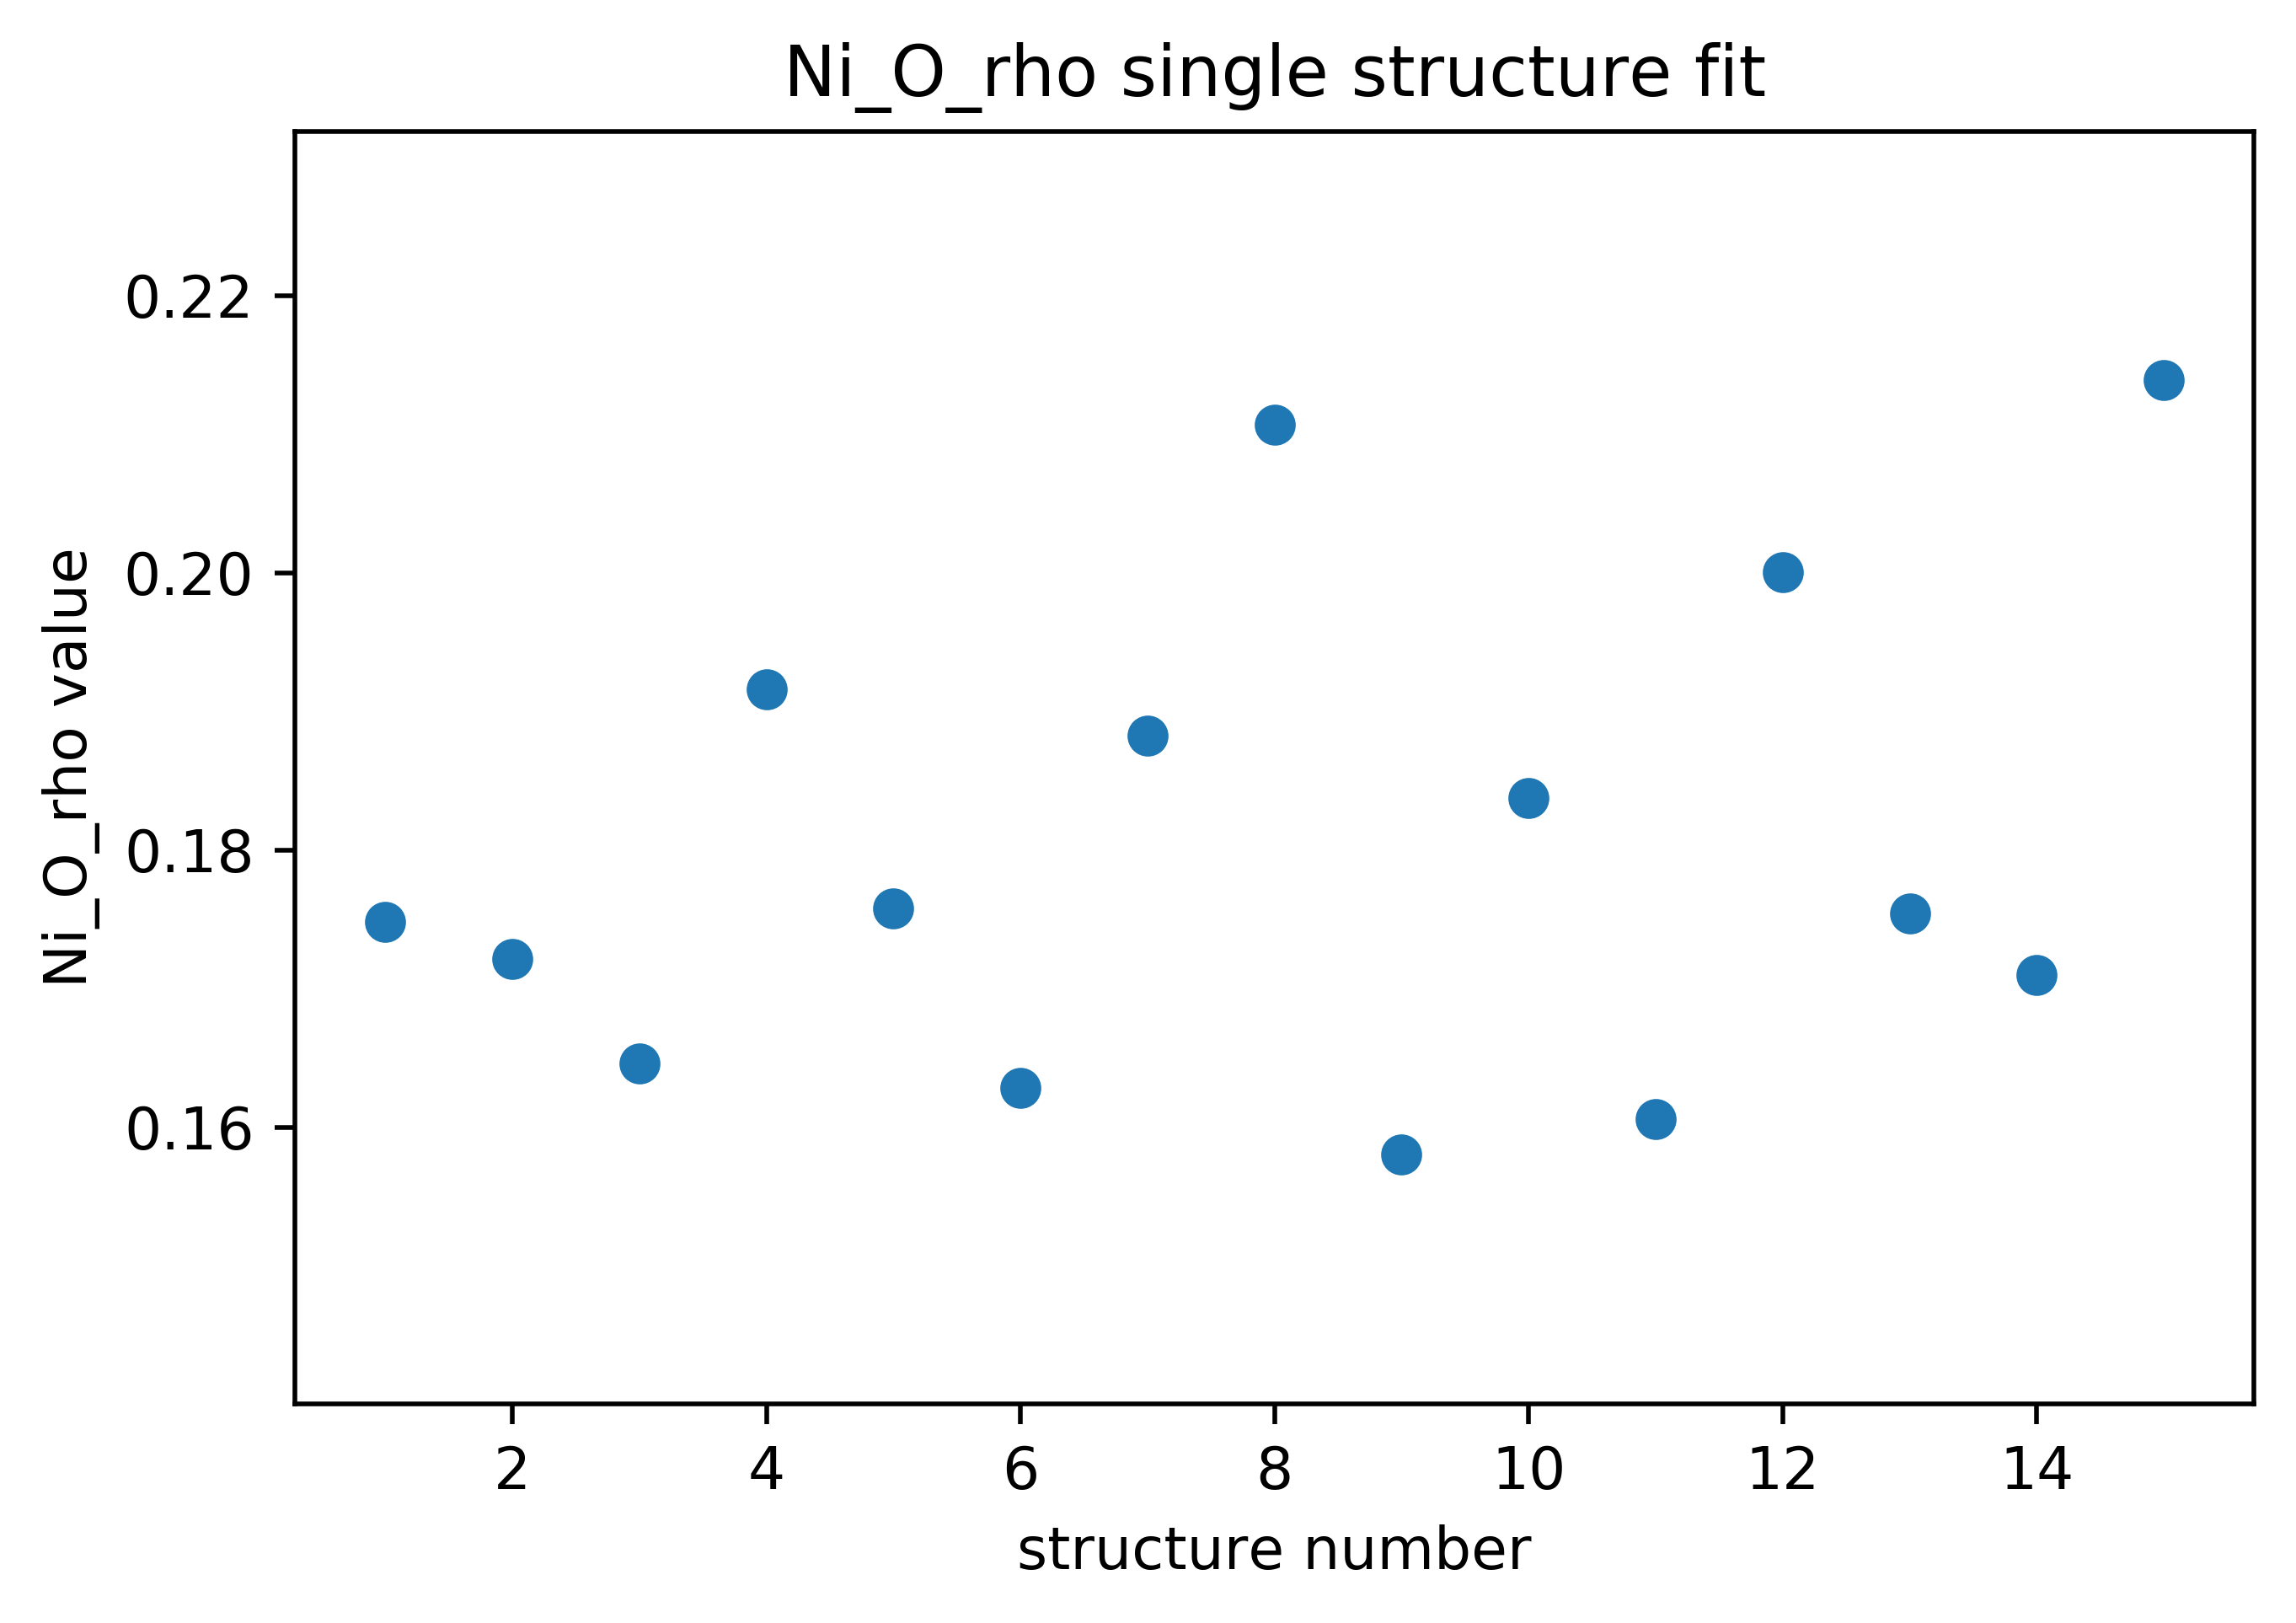 Ni_O_rho single structure fit
Ni_O_rho value
0.22
0.20
0.18
0.16
2 4 6 8 10 12 14
structure number